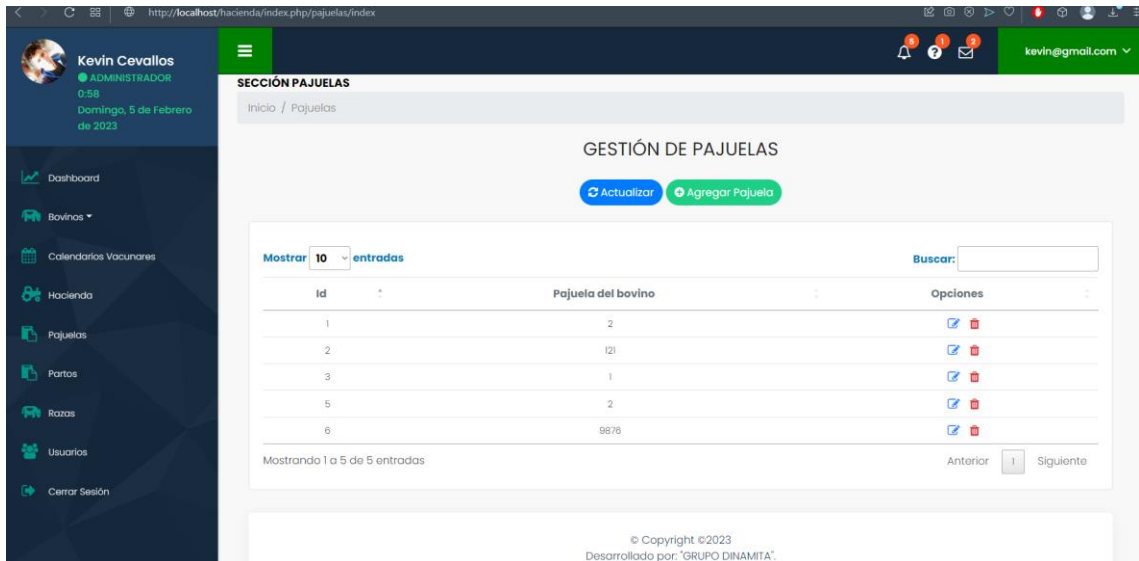 http://localhost/hacienda/index.php/pajuelas/index
Kevin Cevallos
ADMINISTRADOR
0:58
Domingo, 5 de Febrero
de 2023
5
1
2
kevin@gmail.com
SECCIÓN PAJUELAS
Inicio / Pajuelas
GESTIÓN DE PAJUELAS
Actualizar
Agregar Pajuela
Dashboard
Bovinos
Calendarios Vacunares
Hacienda
Pajuelas
Partos
Razas
Usuarios
Cerrar Sesión
Mostrar 10 entradas
Buscar:
Id Pajuela del bovino Opciones
1 2
2 121
3 1
5 2
6 9876
Mostrando 1 a 5 de 5 entradas
Anterior 1 Siguiente
© Copyright ©2023
Desarrollado por: "GRUPO DINAMITA".